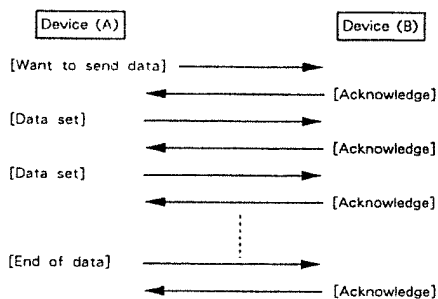 Device (A) Device (B)
[Want to send data]
[Acknowledge]
[Data set]
[Acknowledge]
[Data set]
[Acknowledge]
[End of data]
[Acknowledge]